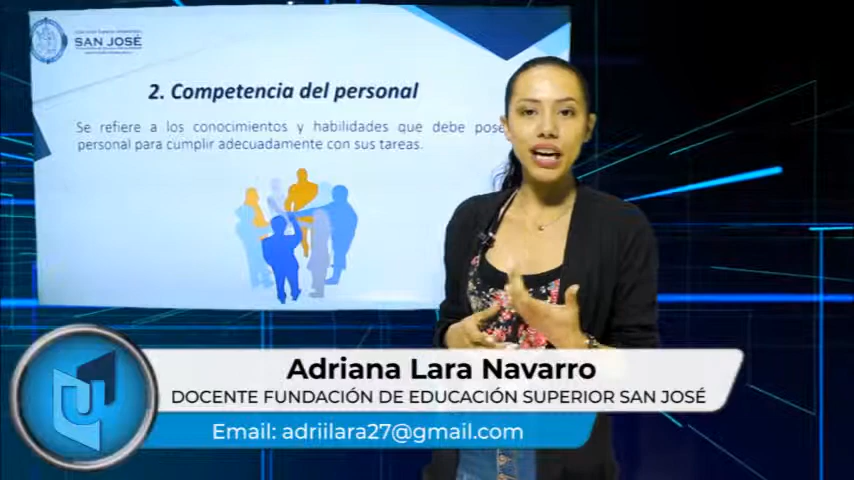 SAN JOSÉ
2. Competencia del personal
Se refiere a los conocimientos y habilidades que debe pose
personal para cumplir adecuadamente con sus tareas.
Adriana Lara Navarro
DOCENTE FUNDACIÓN DE EDUCACIÓN SUPERIOR SAN JOSÉ
Email: adriilara27@gmail.com